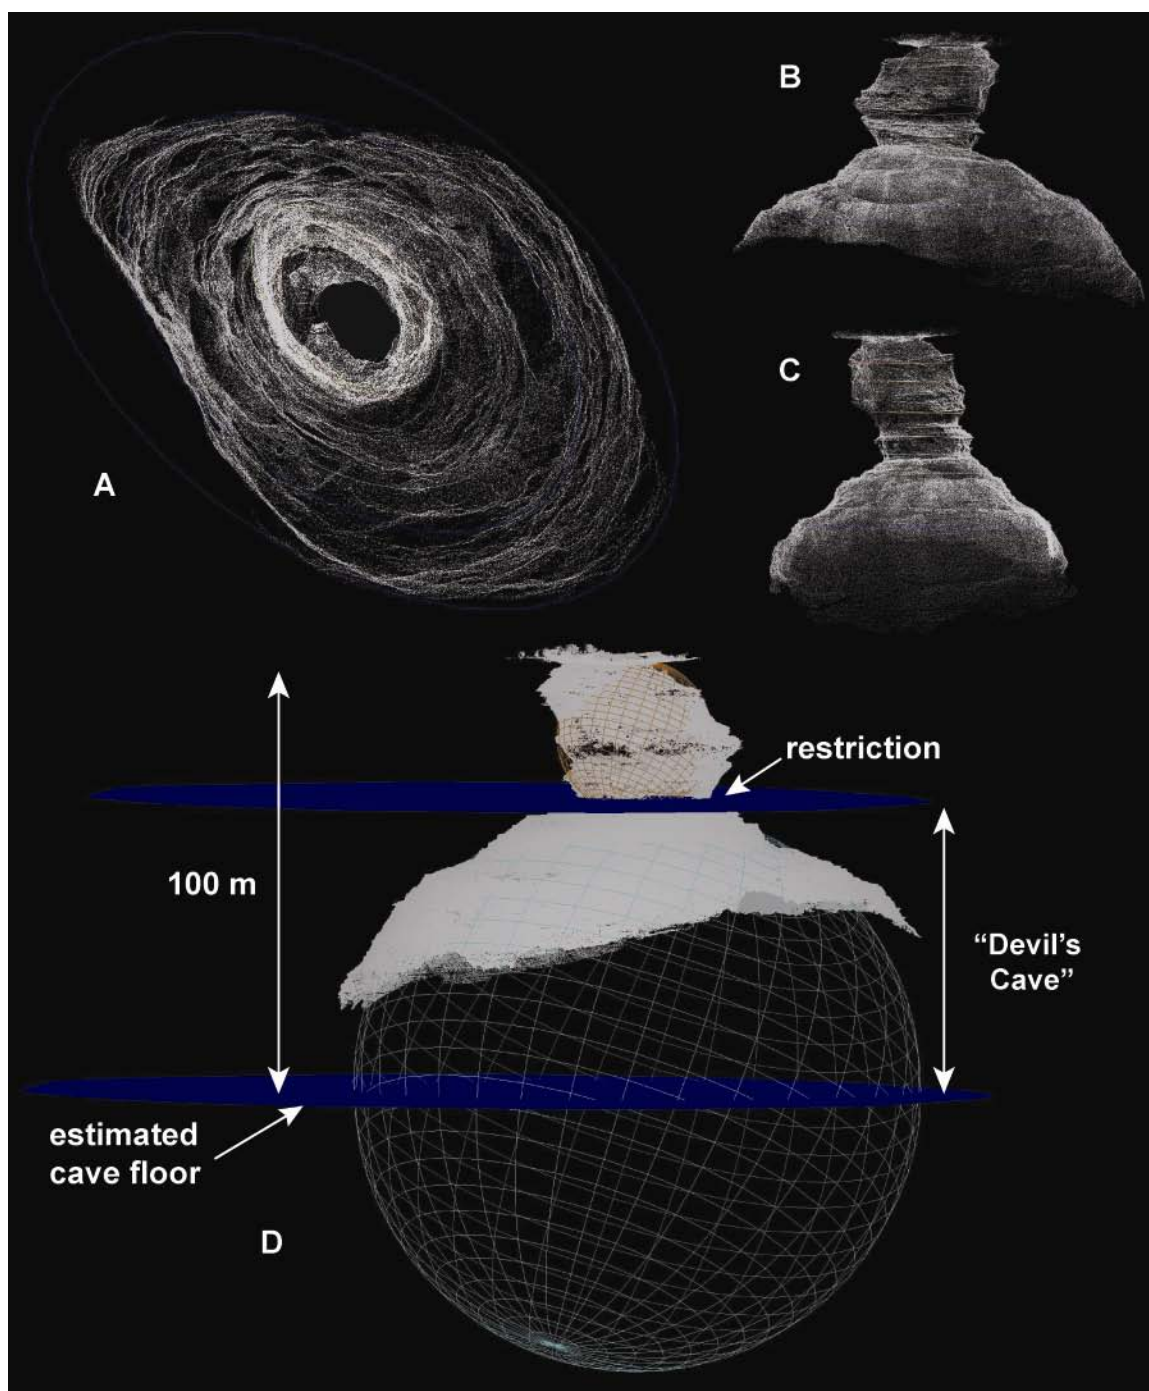 A
B
C
restriction
100 m
"Devil's
Cave"
estimated
cave floor
D